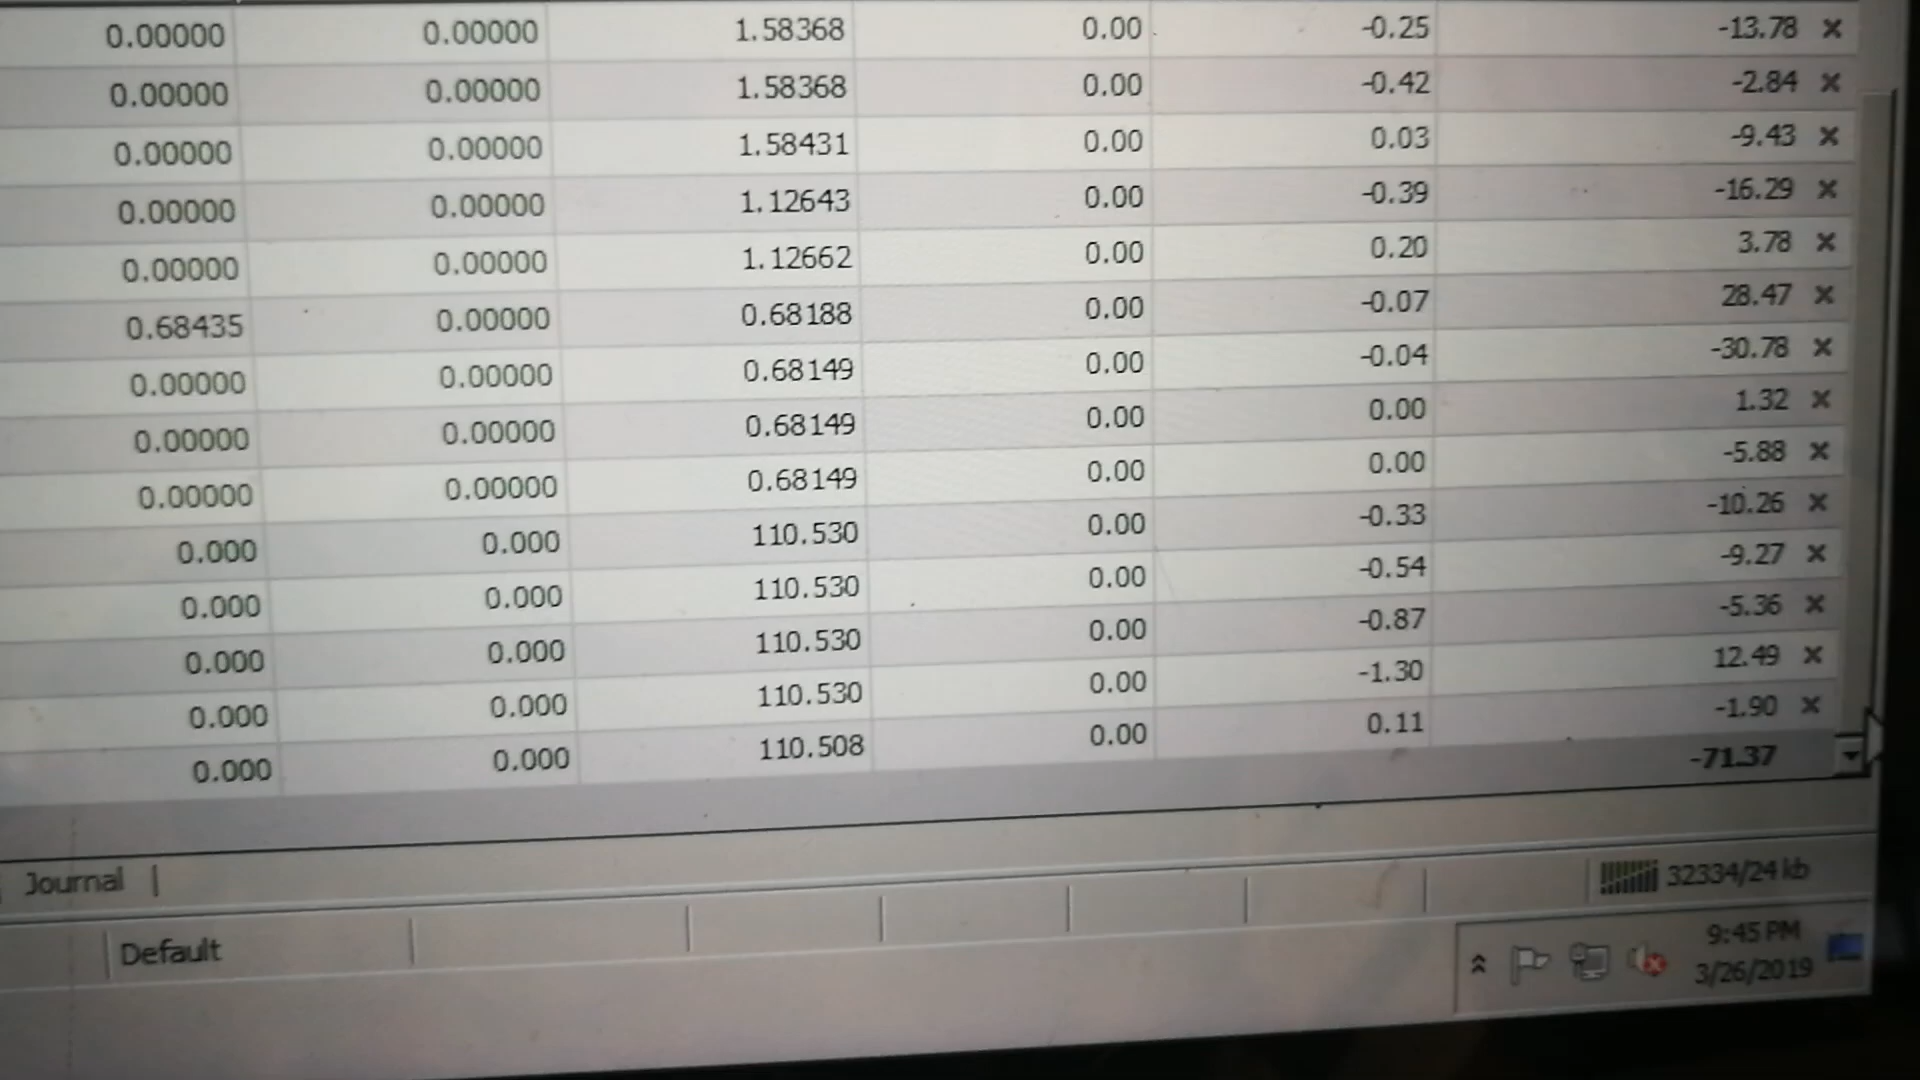 0.00000 0.00000 1.58368 0.00 -0.25 -13.78
0.00000 0.00000 1.58368 0.00 -0.42 -2.84
0.00000 0.00000 1.58431 0.00 0.03 -9.43
0.00000 0.00000 1.12643 0.00 -0.39 -16.29
0.00000 0.00000 1.12662 0.00 0.20 3.78
0.68435 0.00000 0.68188 0.00 -0.07 28.47
0.00000 0.00000 0.68149 0.00 -0.04 -30.78
0.00000 0.00000 0.68149 0.00 0.00 1.32
0.00000 0.00000 0.68149 0.00 0.00 -5.88
0.000 0.000 110.530 0.00 -0.33 -10.26
0.000 0.000 110.530 0.00 -0.54 -9.27
0.000 0.000 110.530 0.00 -0.87 -5.36
0.000 0.000 110.530 0.00 -1.30 12.49
0.000 0.000 110.508 0.00 0.11 -1.90
-71.37
Journal
32334/24 kb
Default
9:45 PM
3/26/2019